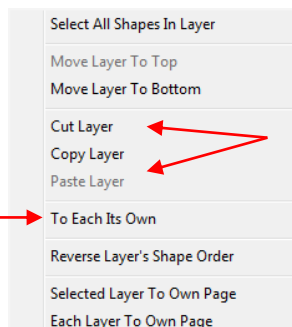 Select All Shapes In Layer
Move Layer To Top
Move Layer To Bottom
Cut Layer
Copy Layer
Paste Layer
To Each Its Own
Reverse Layer's Shape Order
Selected Layer To Own Page
Each Layer To Own Page